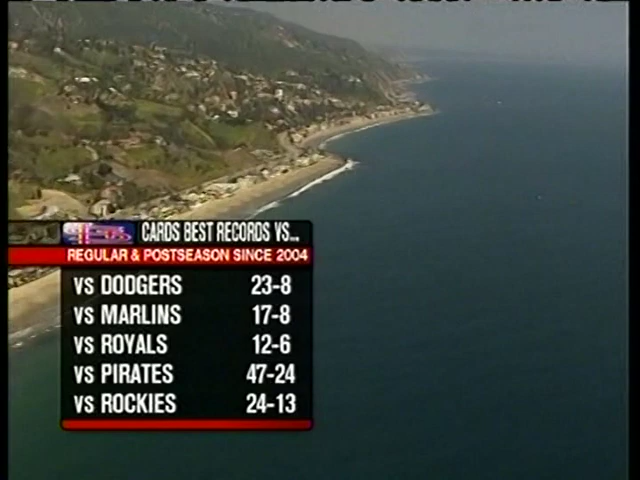 CARDS BEST RECORDS VS...
REGULAR & POSTSEASON SINCE 2004
VS DODGERS 23-8
VS MARLINS 17-8
VS ROYALS 12-6
VS PIRATES 47-24
VS ROCKIES 24-13